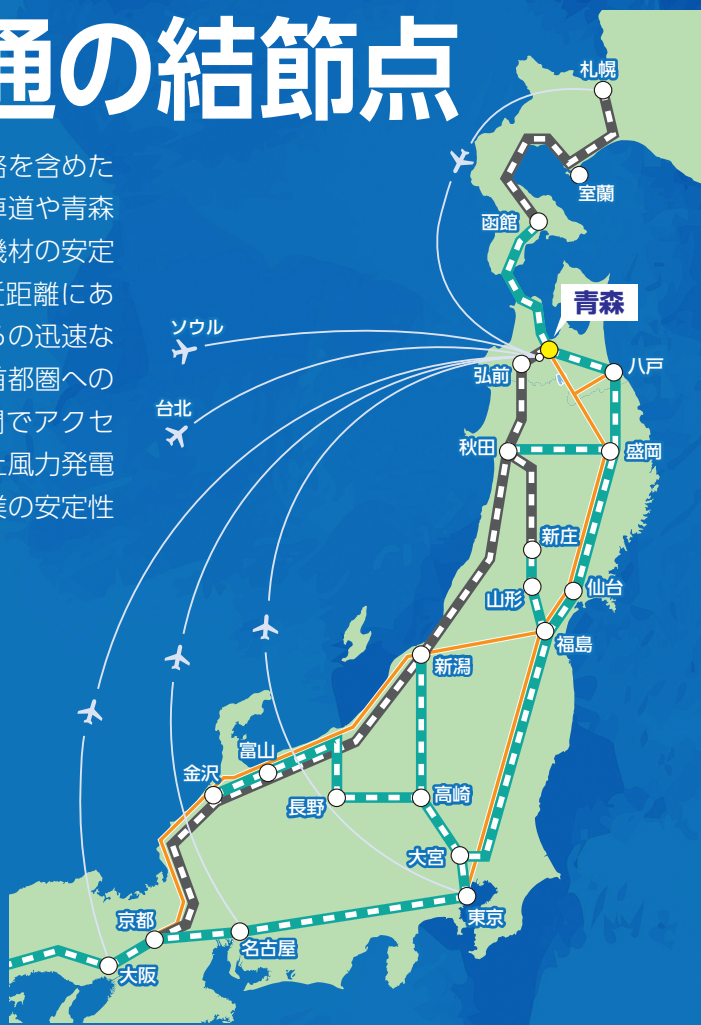 通の結節点
札幌
を含めた
室蘭
道や青森
函館
機材の安定
距離にあ
青森
らの迅速な
ソウル
八戸
弘前
首都圏への
台北
間でアクセ
秋田
盛岡
風力発電
業の安定性
新庄
仙台
山形
福島
新潟
富山
金沢
長野
高崎
大宮
東京
京都
名古屋
大阪